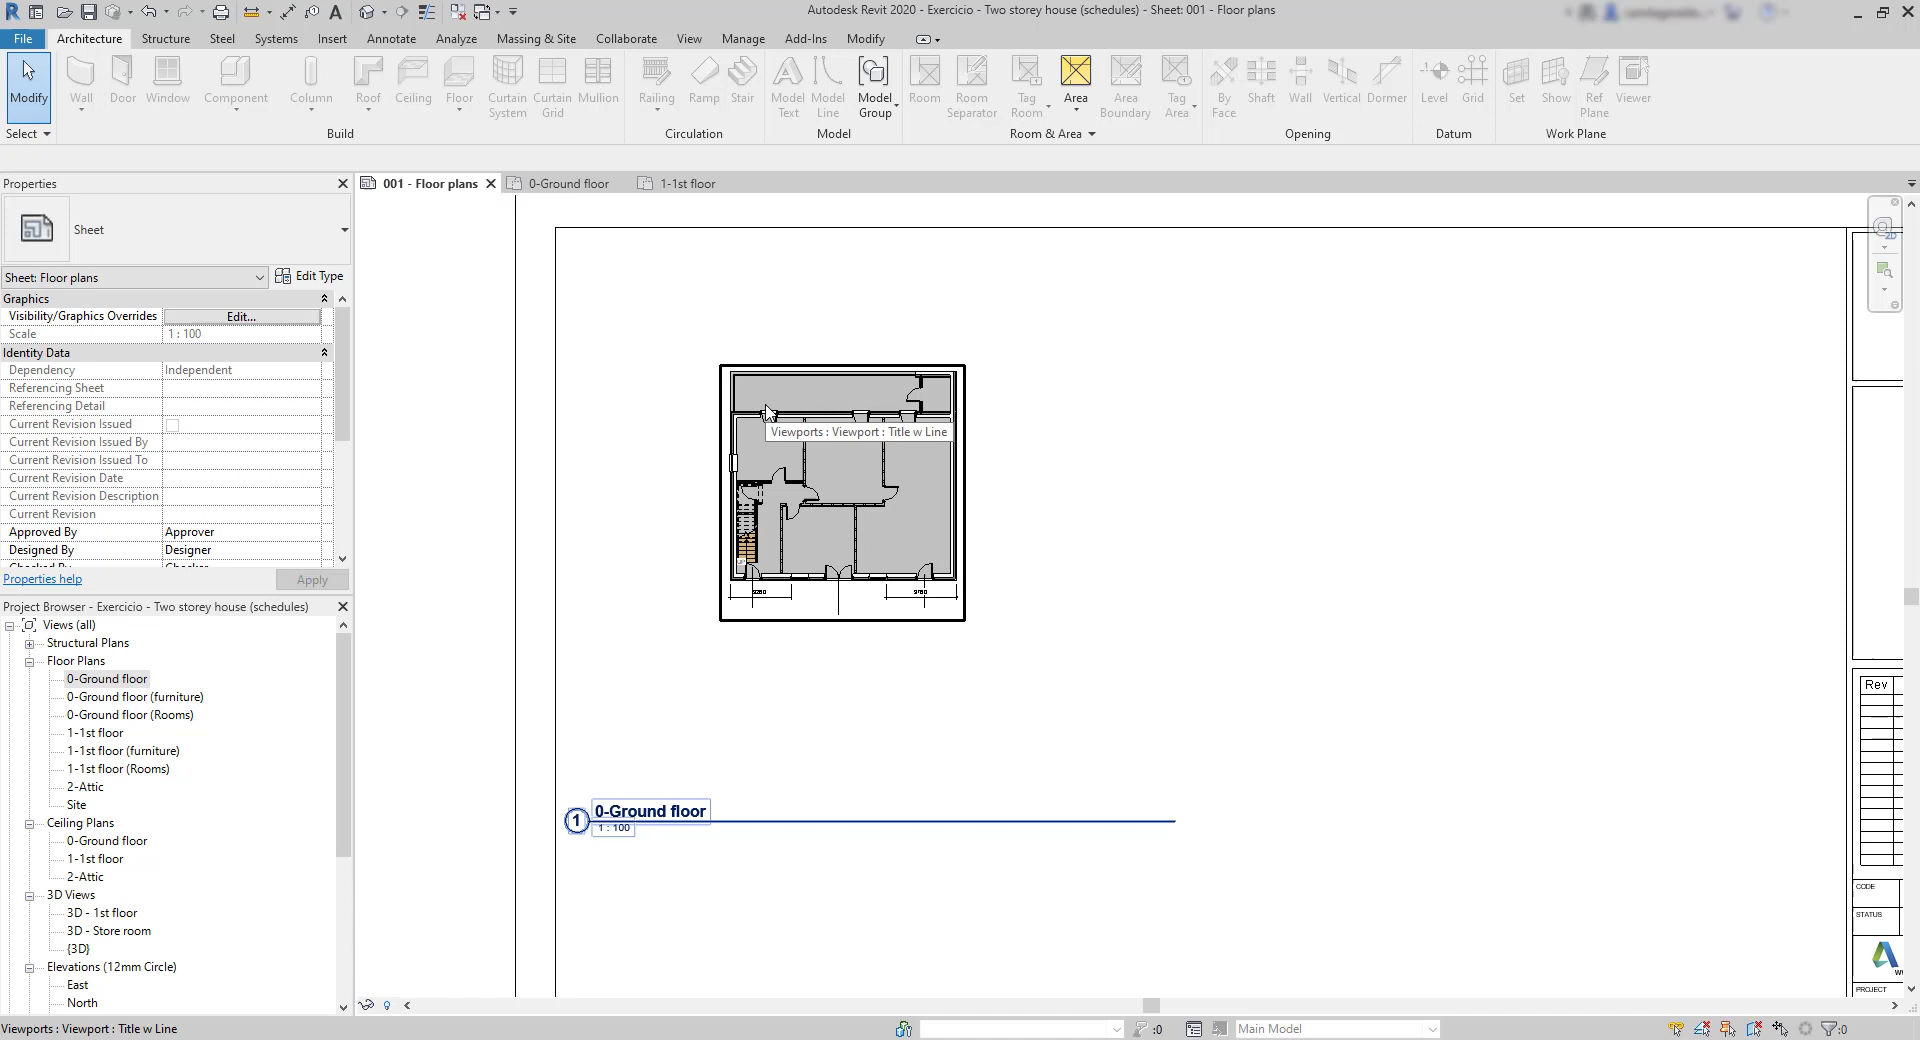 Autodesk Revit 2020 - Exercicio - Two storey house (schedules) - Sheet: 001 - Floor plans
File Architecture Structure Steel Systems Insert Annotate Analyze Massing & Site Collaborate View Manage Add-Ins Modify
Modify
Wall
Door
Window
Component
Column
Roof
Ceiling
Floor
Curtain
System
Curtain
Grid
Mullion
Railing
Ramp
Stair
Model
Text
Model
Line
Model
Group
Room
Room
Separator
Tag
Room
Area
Area
Boundary
Tag
Area
By
Face
Shaft
Wall
Vertical
Dormer
Level
Grid
Set
Show
Ref
Plane
Viewer
Select
Build
Circulation
Model
Room & Area
Opening
Datum
Work Plane
Properties
Sheet
Sheet: Floor plans
Edit Type
Graphics
Visibility/Graphics Overrides Edit...
Scale 1 : 100
Identity Data
Dependency Independent
Referencing Sheet
Referencing Detail
Current Revision Issued
Current Revision Issued By
Current Revision Issued To
Current Revision Date
Current Revision Description
Current Revision
Approved By Approver
Designed By Designer
Checked By Checker
Properties help
Apply
Project Browser - Exercicio - Two storey house (schedules)
Views (all)
Structural Plans
Floor Plans
0-Ground floor
0-Ground floor (furniture)
0-Ground floor (Rooms)
1-1st floor
1-1st floor (furniture)
1-1st floor (Rooms)
2-Attic
Site
Ceiling Plans
0-Ground floor
1-1st floor
2-Attic
3D Views
3D - 1st floor
3D - Store room
{3D}
Elevations (12mm Circle)
East
North
001 - Floor plans
0-Ground floor
1-1st floor
2D
Viewports : Viewport : Title w Line
1
0-Ground floor
1 : 100
Rev
CODE
STATUS
PROJECT
Viewports : Viewport : Title w Line
:0
Main Model
:0